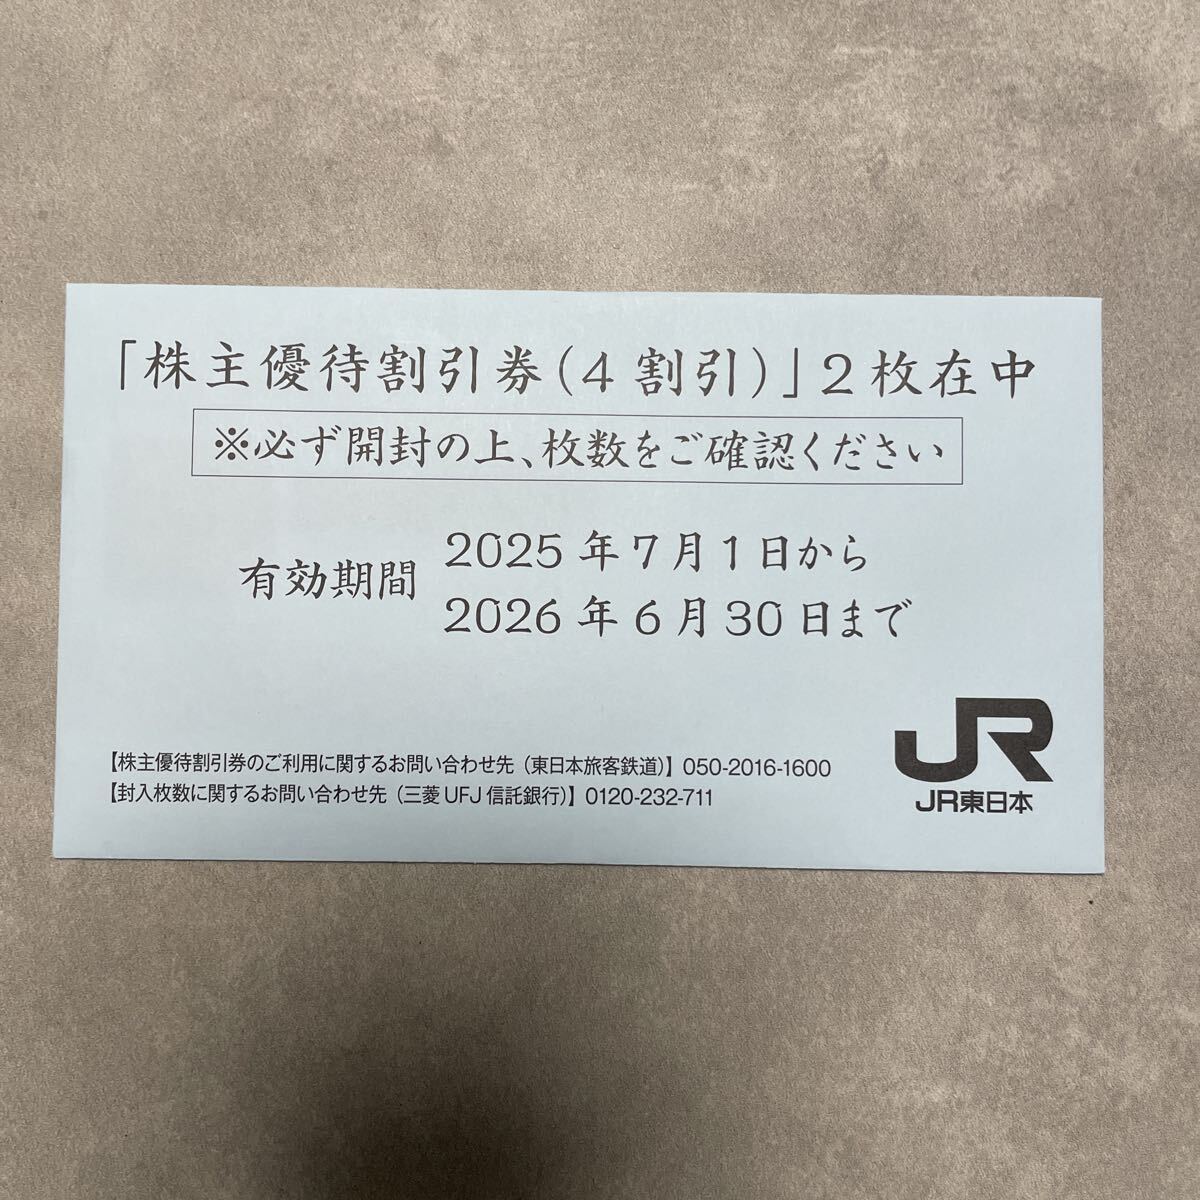 「株主優待割引券（4割引）」2枚在中
※必ず開封の上、枚数をご確認ください
有効期間
2025年7月1日から
2026年6月30日まで
【株主優待割引券のご利用に関するお問い合わせ先（東日本旅客鉄道）】050-2016-1600
【封入枚数に関するお問い合わせ先（三菱UFJ信託銀行）】0120-232-711
JR
JR東日本